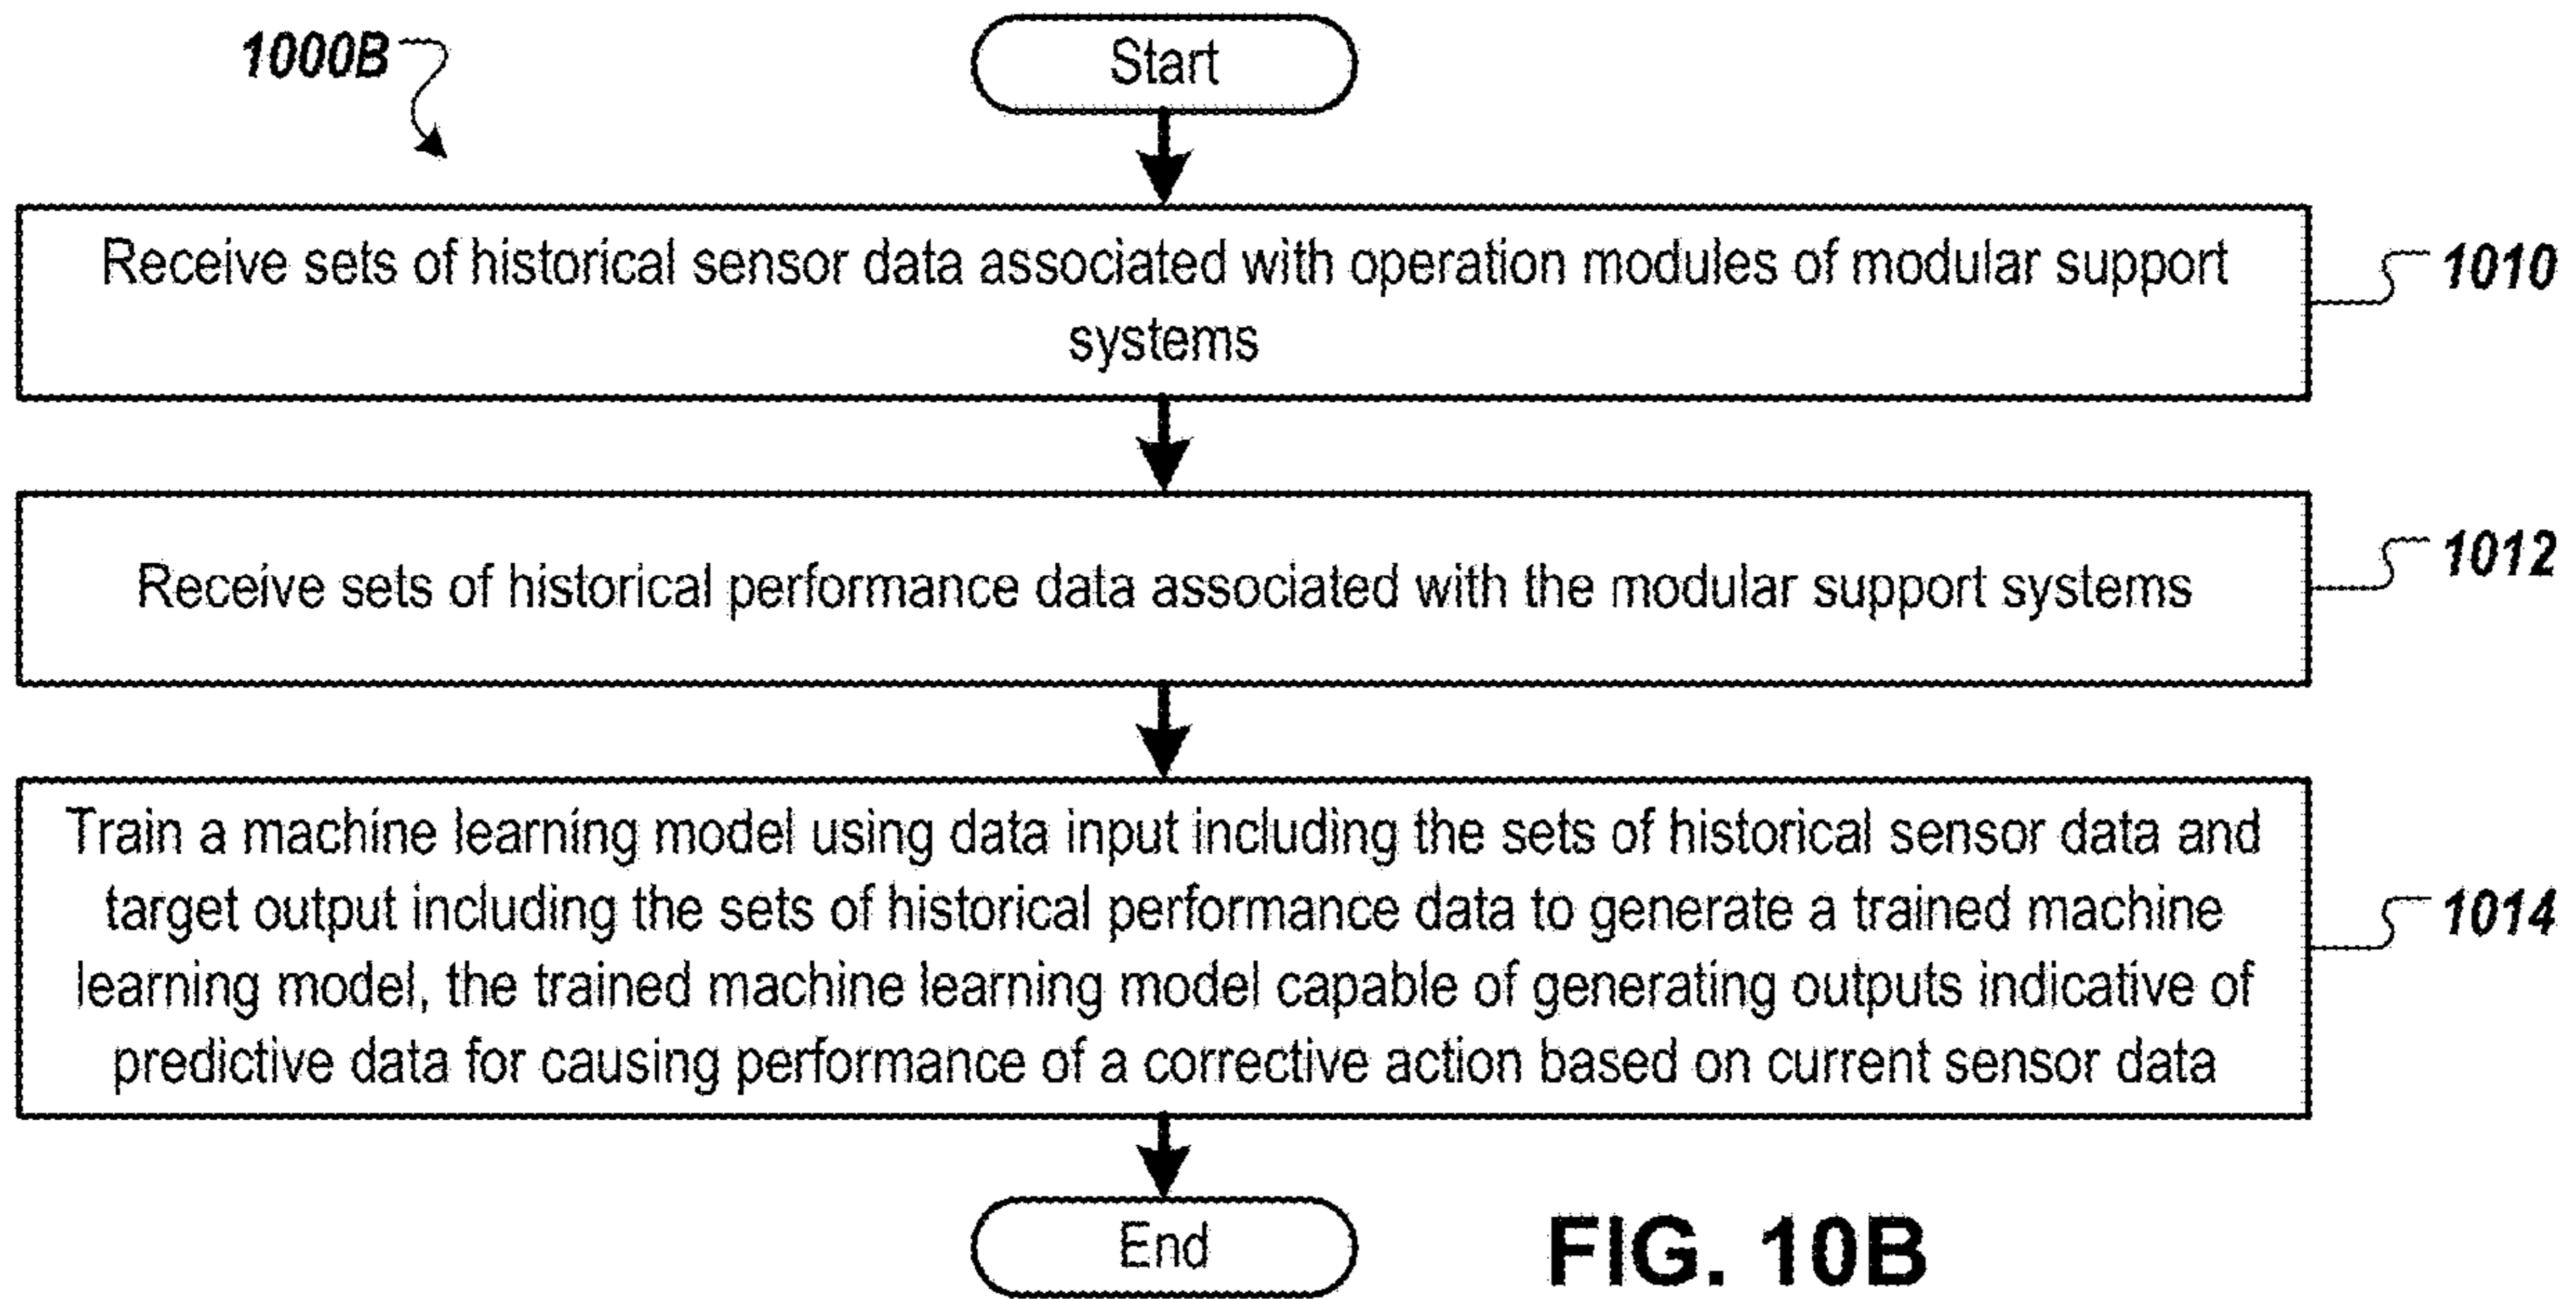 1000B
Start
Receive sets of historical sensor data associated with operation modules of modular support
systems
1010
Receive sets of historical performance data associated with the modular support systems
1012
Train a machine learning model using data input including the sets of historical sensor data and
target output including the sets of historical performance data to generate a trained machine
learning model, the trained machine learning model capable of generating outputs indicative of
predictive data for causing performance of a corrective action based on current sensor data
1014
End
FIG. 10B